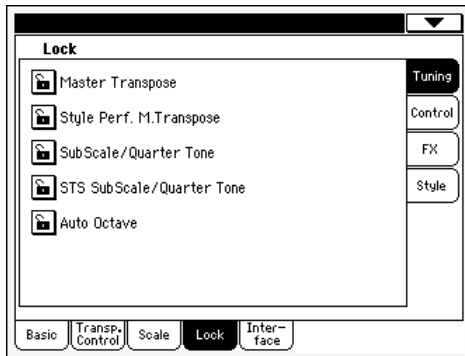 Lock
Master Transpose
Style Perf. M.Transpose
SubScale/Quarter Tone
STS SubScale/Quarter Tone
Auto Octave
Tuning
Control
FX
Style
Basic
Transp.
Control
Scale
Lock
Inter-
face